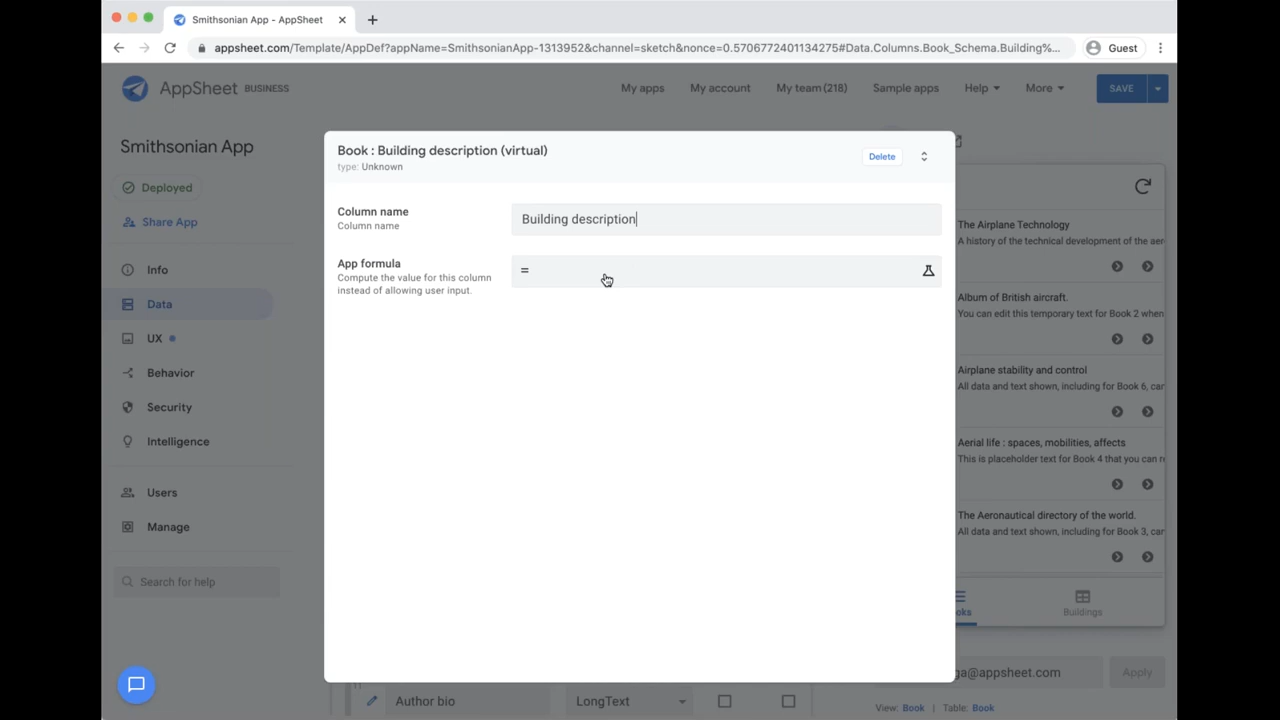 Smithsonian App - AppSheet
appsheet.com/Template/AppDef?appName=SmithsonianApp-1313952&channel=sketch&nonce=0.5706772401134275#Data.Columns.Book_Schema.Building%...
Guest
AppSheet BUSINESS
My apps
My account
My team (218)
Sample apps
Help
More
SAVE
Smithsonian App
Deployed
Share App
Info
Data
UX
Behavior
Security
Intelligence
Users
Manage
Search for help
Book : Building description (virtual)
type: Unknown
Delete
Column name
Column name
Building description
App formula
Compute the value for this column
instead of allowing user input.
=
The Airplane Technology
A history of the technical development of the aer
Album of British aircraft.
You can edit this temporary text for Book 2 when
Airplane stability and control
All data and text shown, including for Book 6, car
Aerial life : spaces, mobilities, affects
This is placeholder text for Book 4 that you can r
The Aeronautical directory of the world.
All data and text shown, including for Book 3, car
oks
Buildings
ga@appsheet.com
Apply
View: Book | Table: Book
11
Author bio
LongText